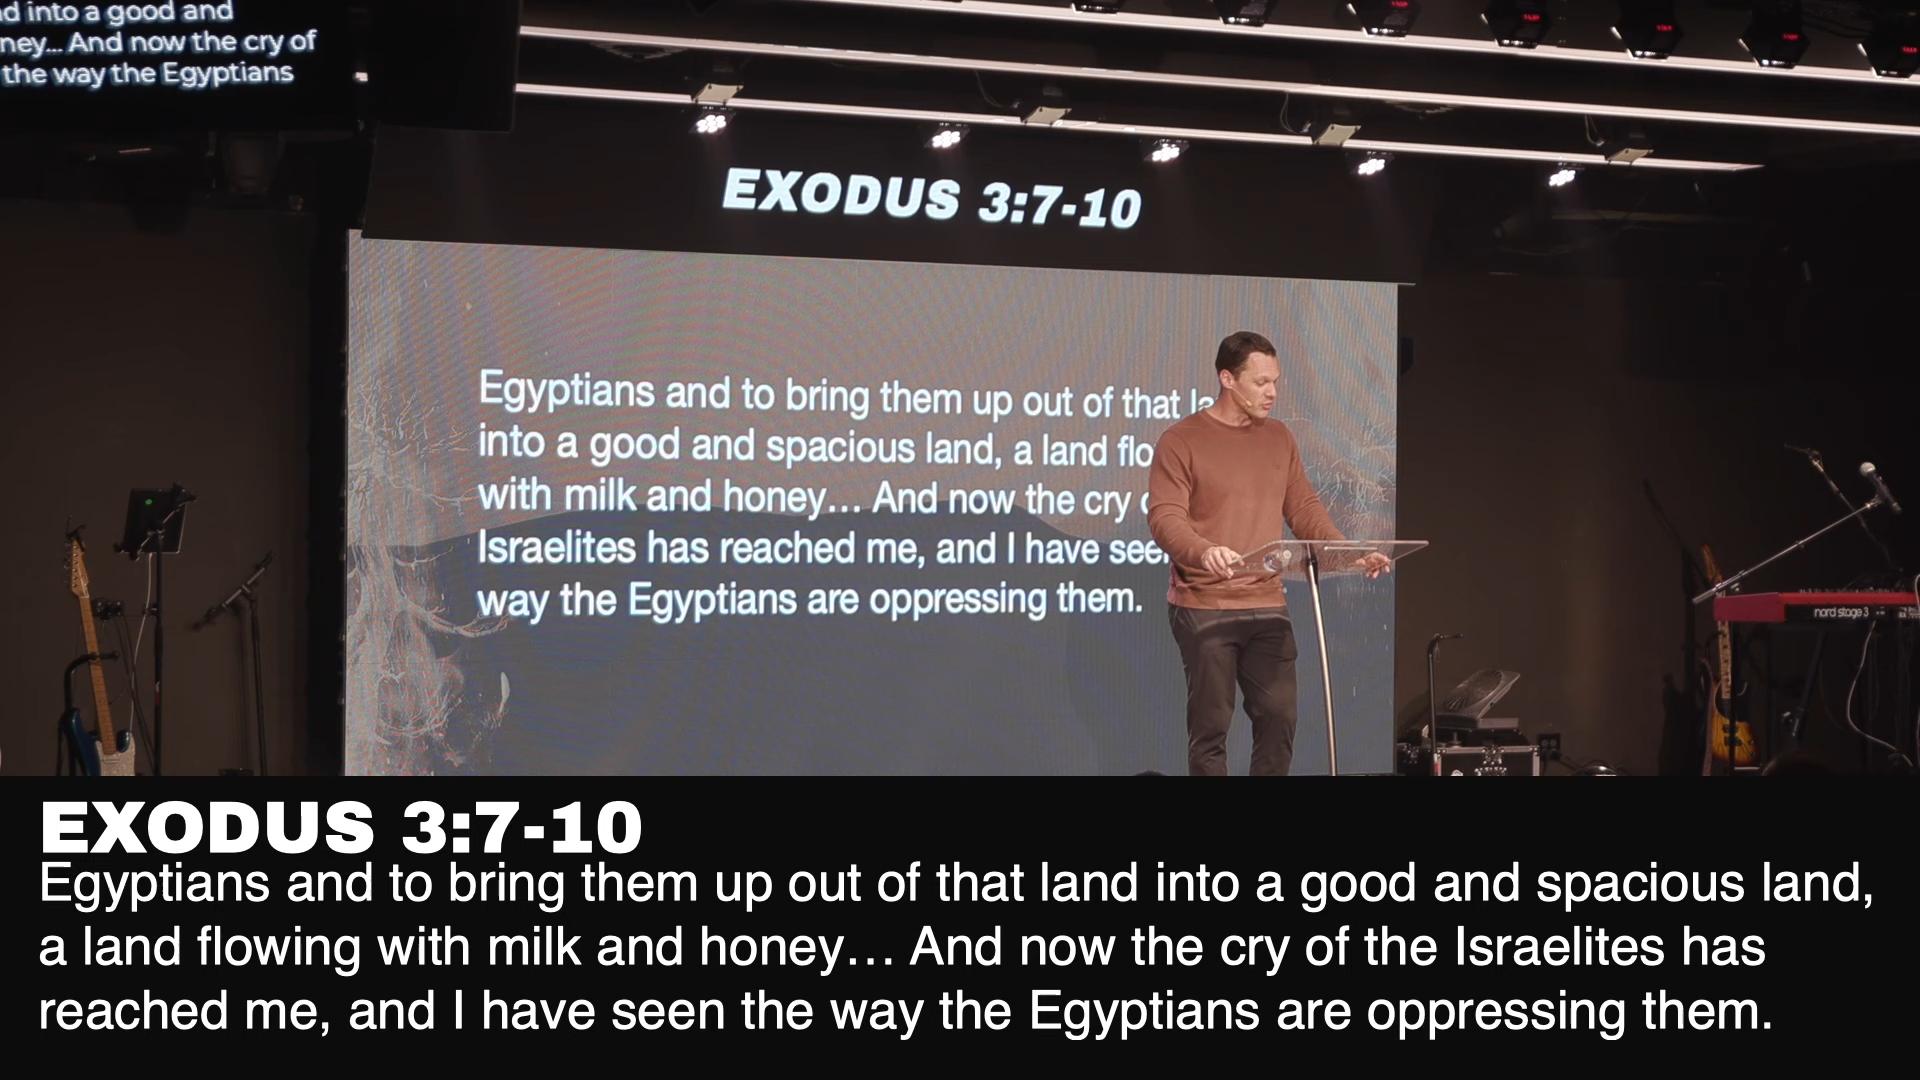 d into a good and
ney... And now the cry of
the way the Egyptians
EXODUS 3:7-10
Egyptians and to bring them up out of that la
into a good and spacious land, a land flo
with milk and honey... And now the cry
Israelites has reached me, and I have see
way the Egyptians are oppressing them.
nord stage 3
EXODUS 3:7-10
Egyptians and to bring them up out of that land into a good and spacious land,
a land flowing with milk and honey... And now the cry of the Israelites has
reached me, and I have seen the way the Egyptians are oppressing them.